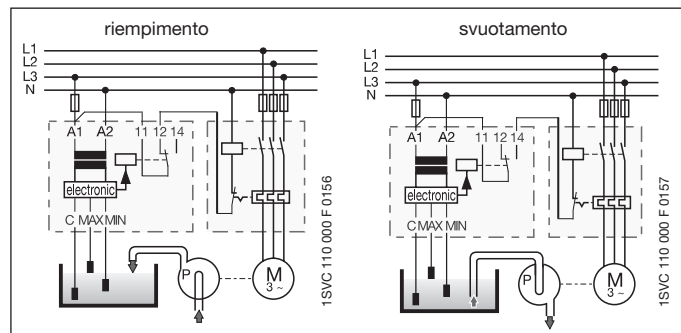 riempimento
L1
L2
L3
N
A1 A2 11 12 14
electronic
C MAX MIN
P
M
3 ~
1SVC 110 000 F 0156
svuotamento
L1
L2
L3
N
A1 A2 11 12 14
electronic
C MAX MIN
P
M
3 ~
1SVC 110 000 F 0157